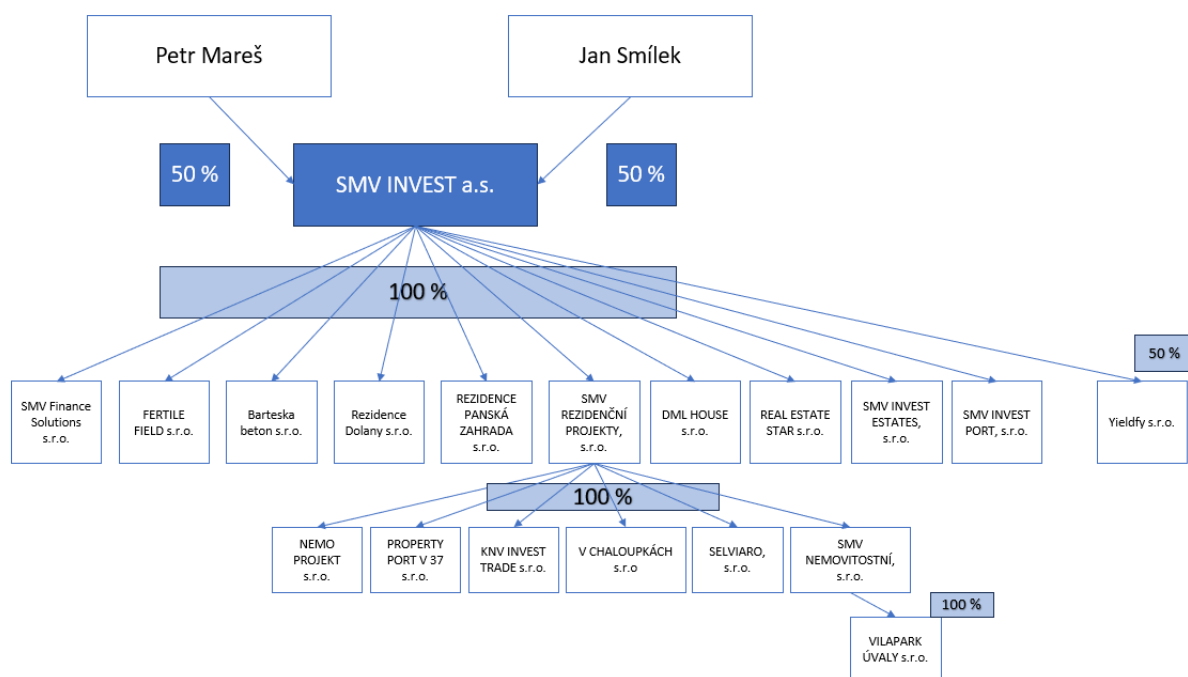 Petr Mareš
Jan Smílek
50 %
SMV INVEST a.s.
50 %
100 %
50 %
SMV Finance
Solutions
s.r.o.
FERTILE
FIELD s.r.o.
Barteska
beton s.r.o.
Rezidence
Dolany s.r.o.
REZIDENCE
PANSKÁ
ZAHRADA
s.r.o.
SMV
REZIDENČNÍ
PROJEKTY,
s.r.o.
DML HOUSE
s.r.o.
REAL ESTATE
STAR s.r.o.
SMV INVEST
ESTATES,
s.r.o.
SMV INVEST
PORT, s.r.o.
Yieldfy s.r.o.
100 %
NEMO
PROJEKT
s.r.o.
PROPERTY
PORT V 37
s.r.o.
KNV INVEST
TRADE s.r.o.
V CHALOUPKÁCH
s.r.o
SELVIARO,
s.r.o.
SMV
NEMOVITOSTNÍ,
s.r.o.
100 %
VILAPARK
ÚVALY s.r.o.